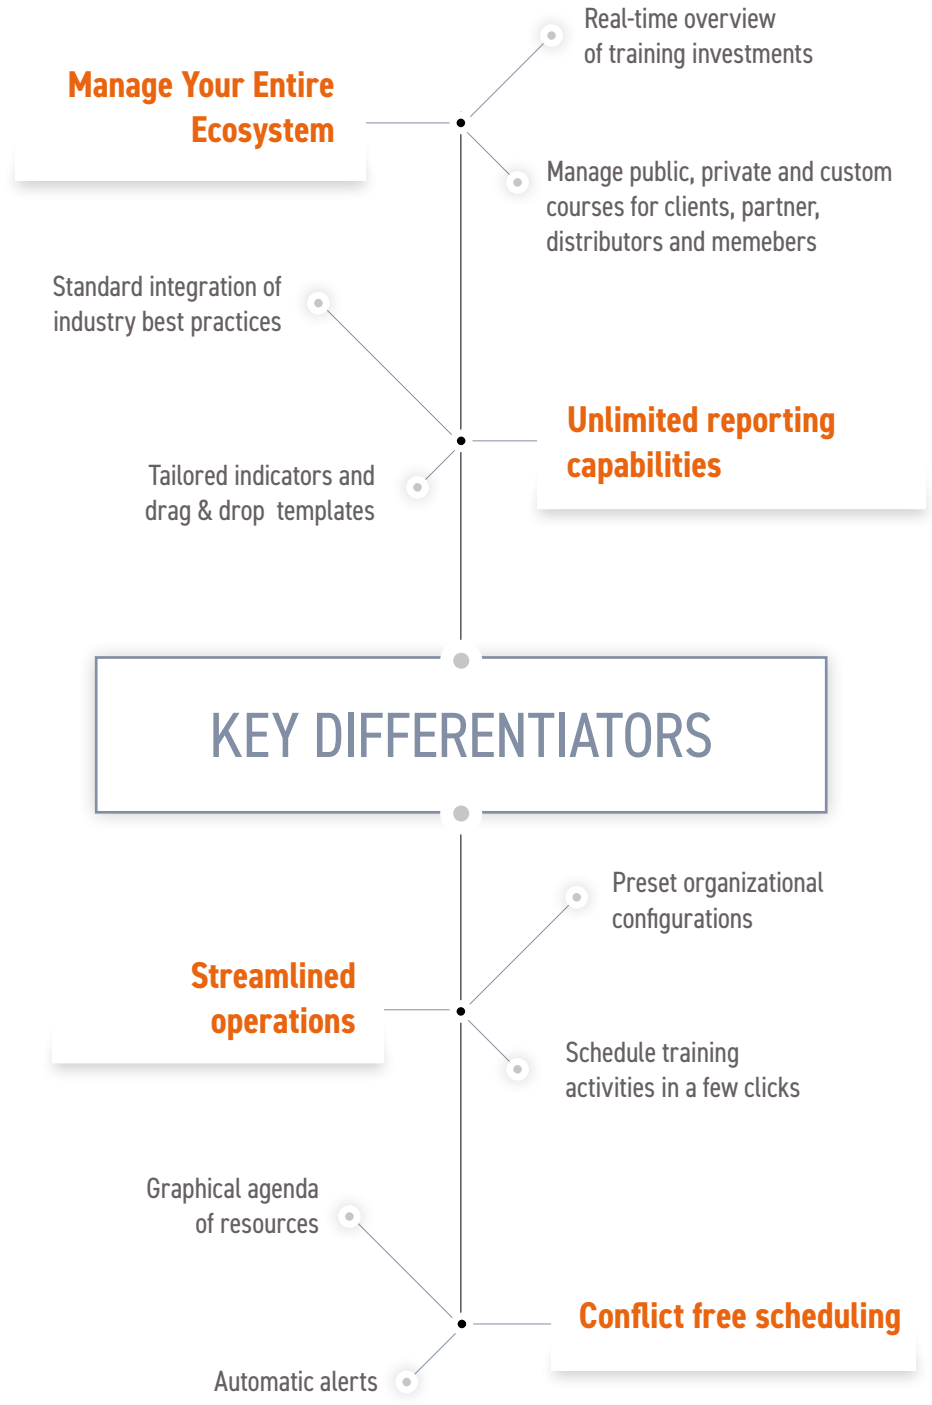 Real-time overview
of training investments
Manage Your Entire
Ecosystem
Manage public, private and custom
courses for clients, partner,
distributors and memebers
Standard integration of
industry best practices
Unlimited reporting
capabilities
Tailored indicators and
drag & drop  templates
KEY DIFFERENTIATORS
Preset organizational
configurations
Streamlined
operations
Schedule training
activities in a few clicks
Graphical agenda
of resources
Conflict free scheduling
Automatic alerts